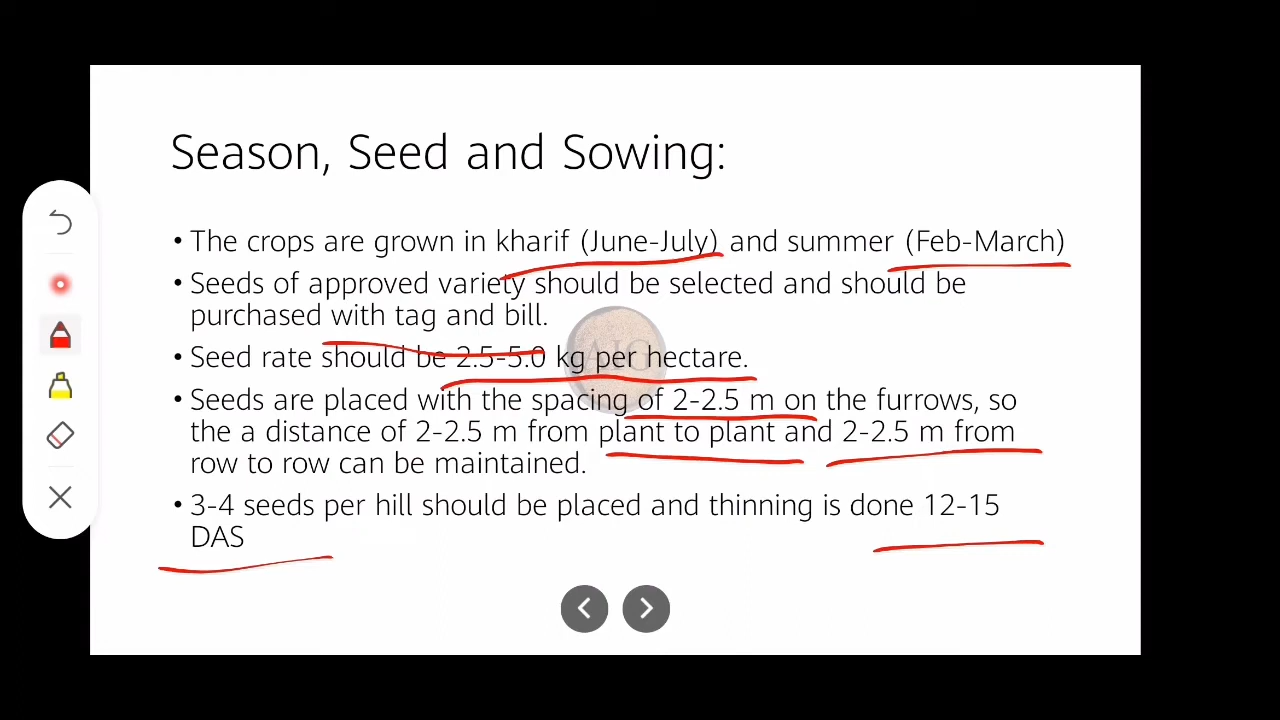 Season, Seed and Sowing:
• The crops are grown in kharif (June-July) and summer (Feb-March)
• Seeds of approved variety should be selected and should be
purchased with tag and bill.
• Seed rate should be 2.5-5.0 kg per hectare.
• Seeds are placed with the spacing of 2-2.5 m on the furrows, so
the a distance of 2-2.5 m from plant to plant and 2-2.5 m from
row to row can be maintained.
• 3-4 seeds per hill should be placed and thinning is done 12-15
DAS